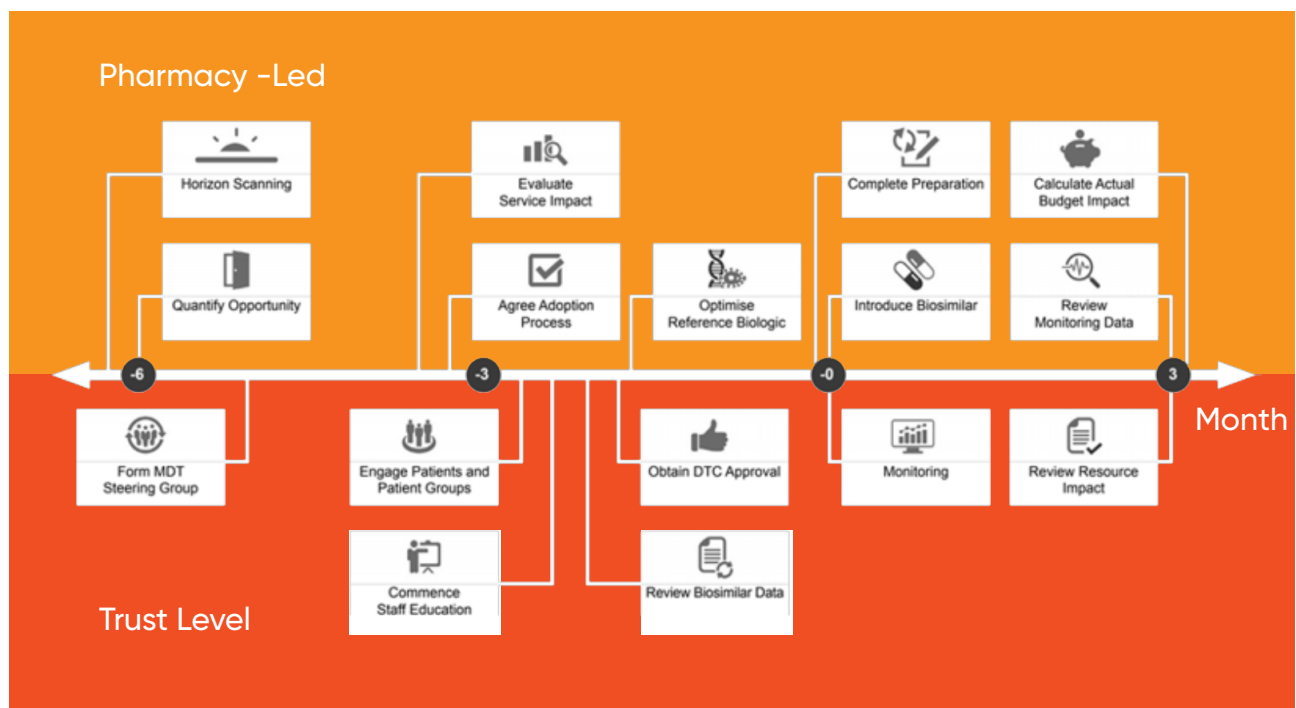 Pharmacy -Led
Horizon Scanning
Evaluate
Service Impact
Complete Preparation
Calculate Actual
Budget Impact
Quantify Opportunity
Agree Adoption
Process
Optimise
Reference Biologic
Introduce Biosimilar
Review
Monitoring Data
-6
-3
-0
3
Month
Form MDT
Steering Group
Engage Patients and
Patient Groups
Obtain DTC Approval
Monitoring
Review Resource
Impact
Commence
Staff Education
Review Biosimilar Data
Trust Level